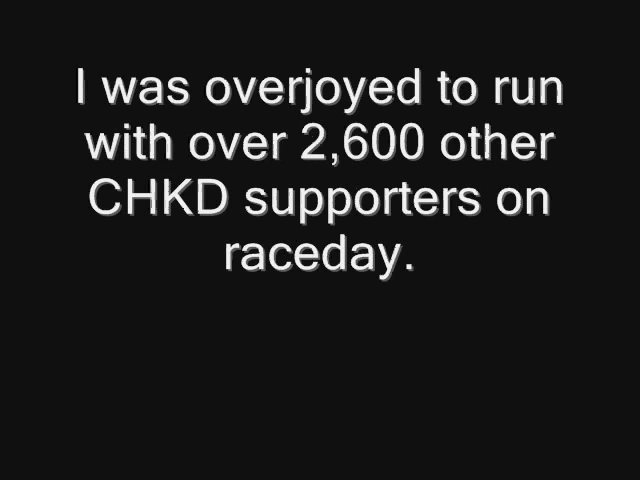 I was overjoyed to run
with over 2,600 other
CHKD supporters on
raceday.